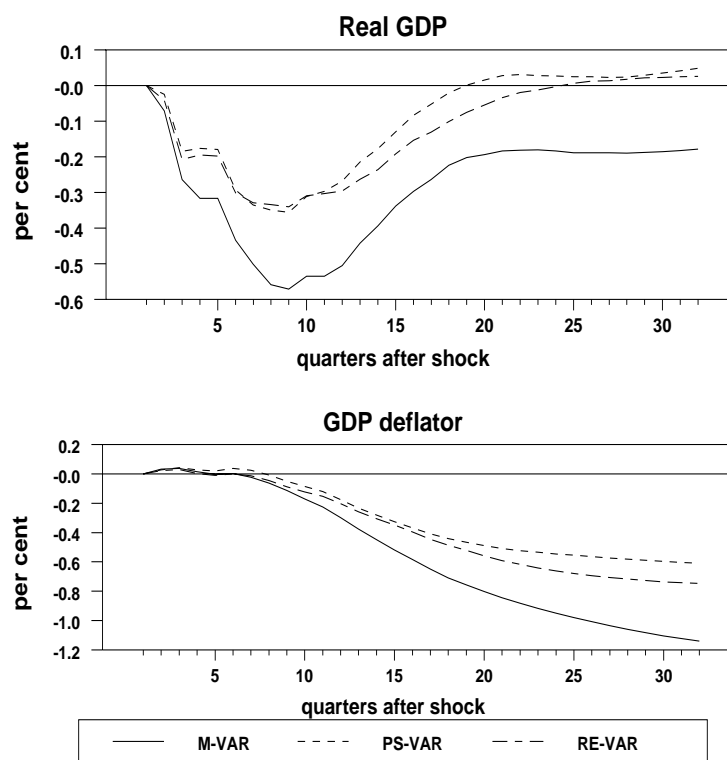 Real GDP
0.1
-0.0
-0.1
-0.2
-0.3
-0.4
-0.5
-0.6
per cent
5 10 15 20 25 30
quarters after shock
GDP deflator
0.2
-0.0
-0.2
-0.4
-0.6
-0.8
-1.0
-1.2
per cent
5 10 15 20 25 30
quarters after shock
M-VAR PS-VAR RE-VAR